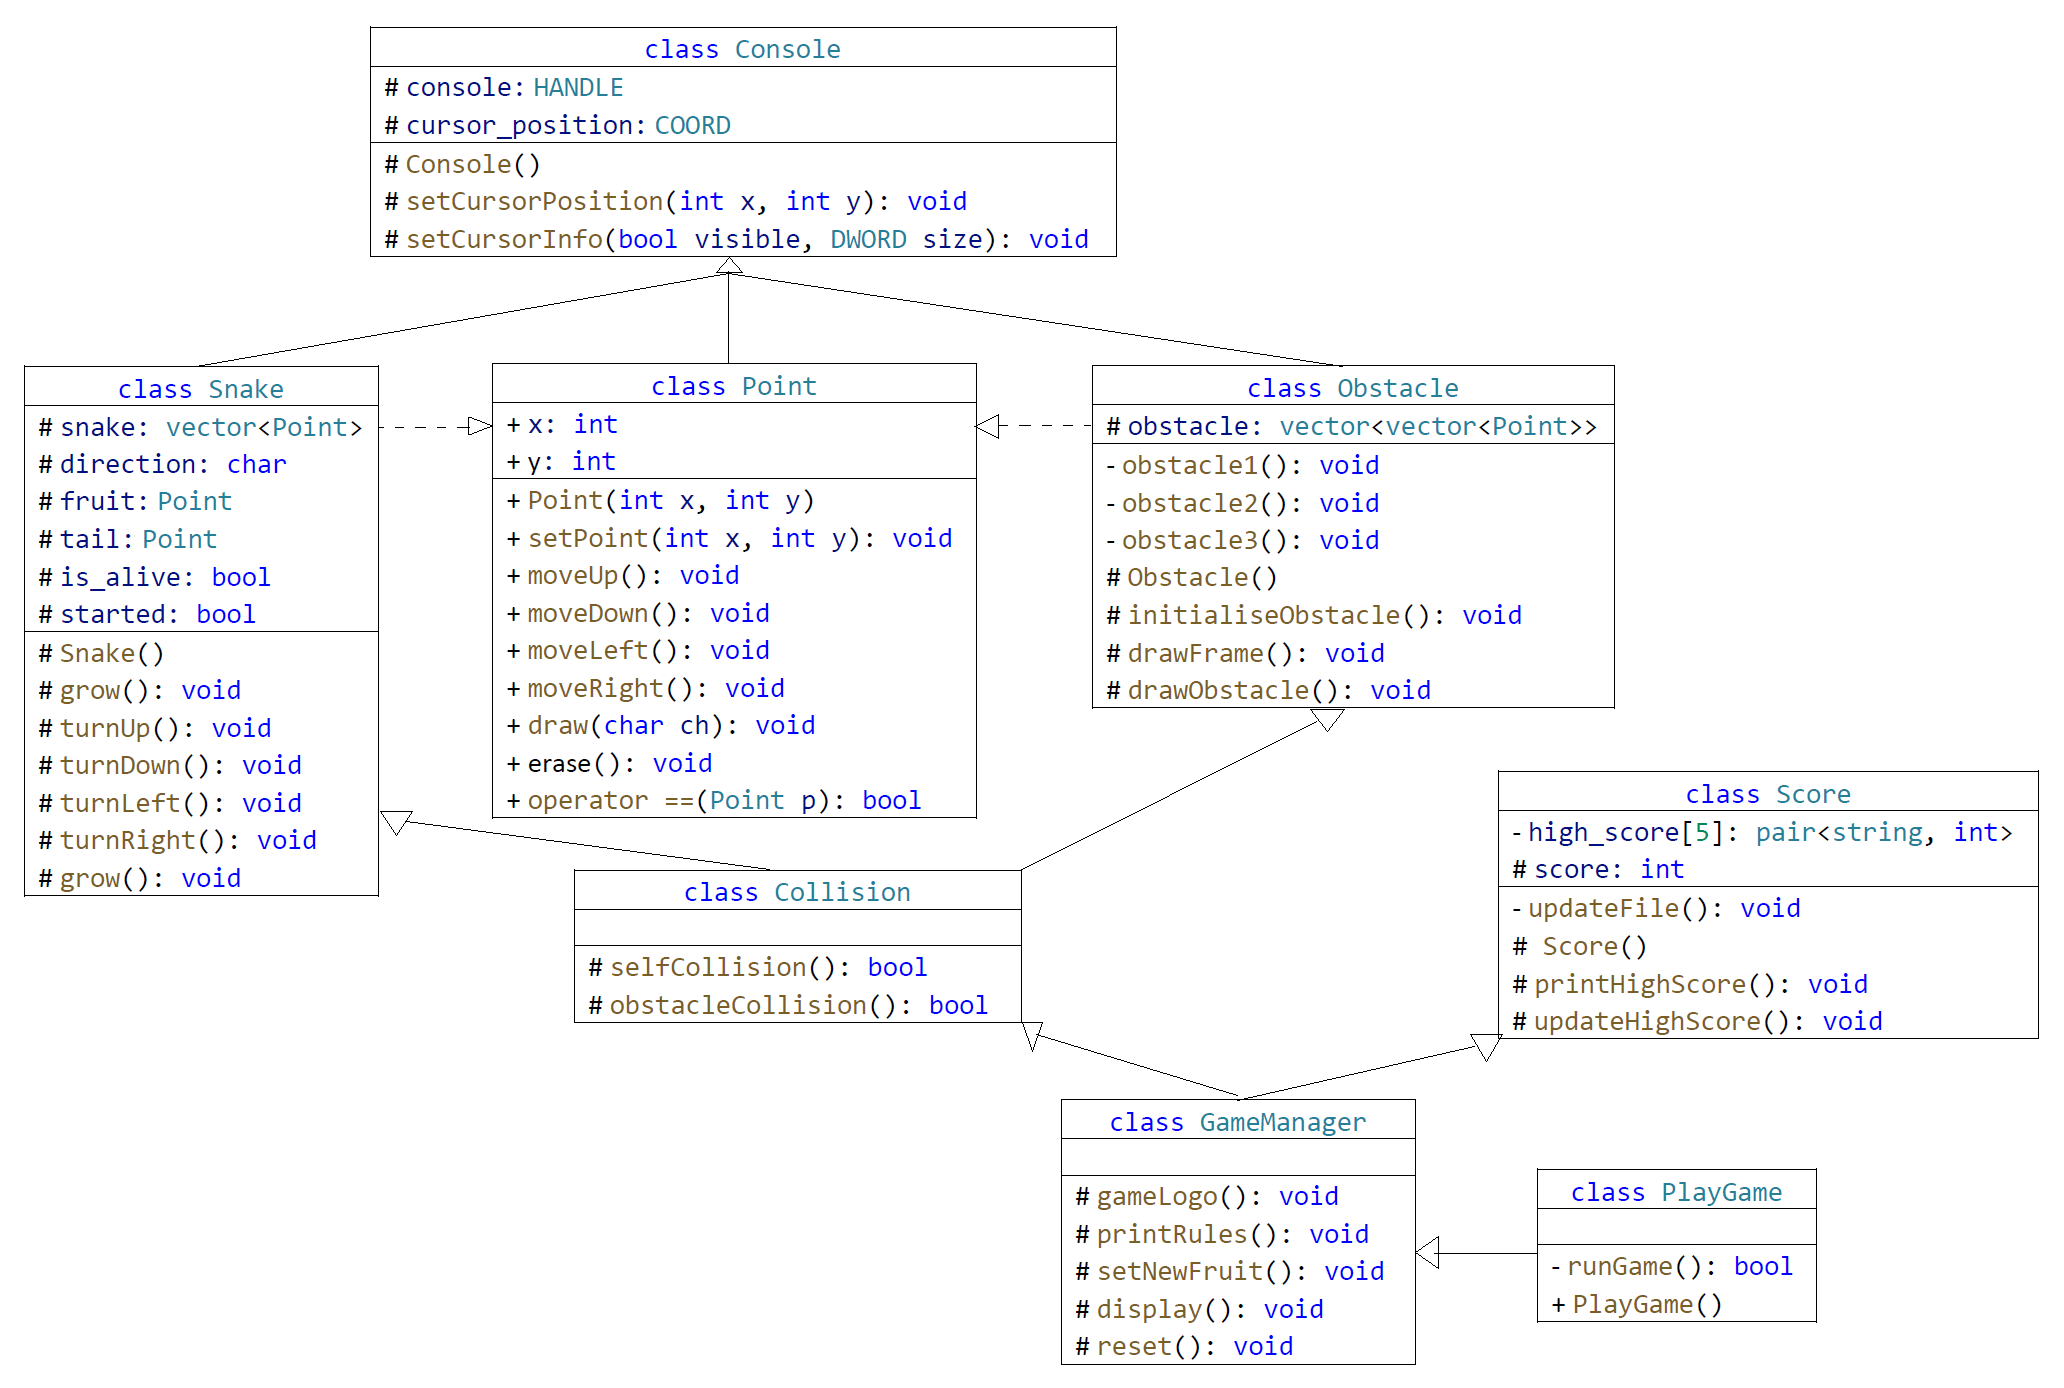 class Console
# console: HANDLE
# cursor_position: COORD
# Console()
# setCursorPosition(int x, int y): void
# setCursorInfo(bool visible, DWORD size): void
class Snake
# snake: vector<Point>
# direction: char
# fruit: Point
# tail: Point
# is_alive: bool
# started: bool
# Snake()
# grow(): void
# turnUp(): void
# turnDown(): void
# turnLeft(): void
# turnRight(): void
# grow(): void
class Point
+ x: int
+ y: int
+ Point(int x, int y)
+ setPoint(int x, int y): void
+ moveUp(): void
+ moveDown(): void
+ moveLeft(): void
+ moveRight(): void
+ draw(char ch): void
+ erase(): void
+ operator ==(Point p): bool
class Obstacle
# obstacle: vector<vector<Point>>
- obstacle1(): void
- obstacle2(): void
- obstacle3(): void
# Obstacle()
# initialiseObstacle(): void
# drawFrame(): void
# drawObstacle(): void
class Collision
# selfCollision(): bool
# obstacleCollision(): bool
class Score
- high_score[5]: pair<string, int>
# score: int
- updateFile(): void
# Score()
# printHighScore(): void
# updateHighScore(): void
class GameManager
# gameLogo(): void
# printRules(): void
# setNewFruit(): void
# display(): void
# reset(): void
class PlayGame
- runGame(): bool
+ PlayGame()